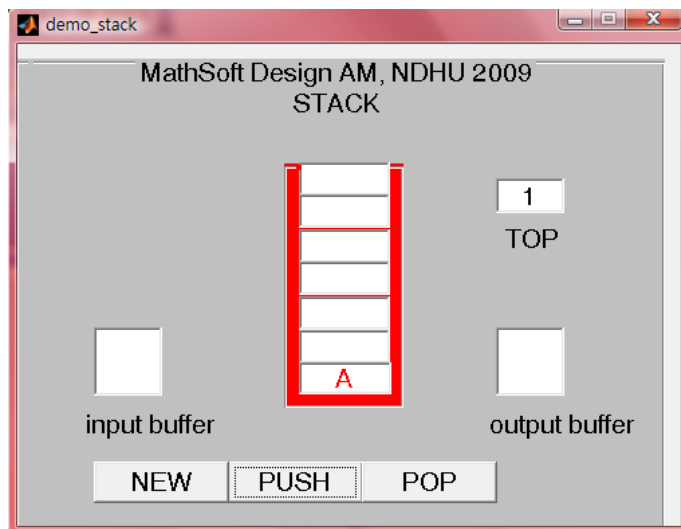 demo_stack
MathSoft Design AM, NDHU 2009
STACK
1
TOP
A
input buffer
output buffer
NEW
PUSH
POP